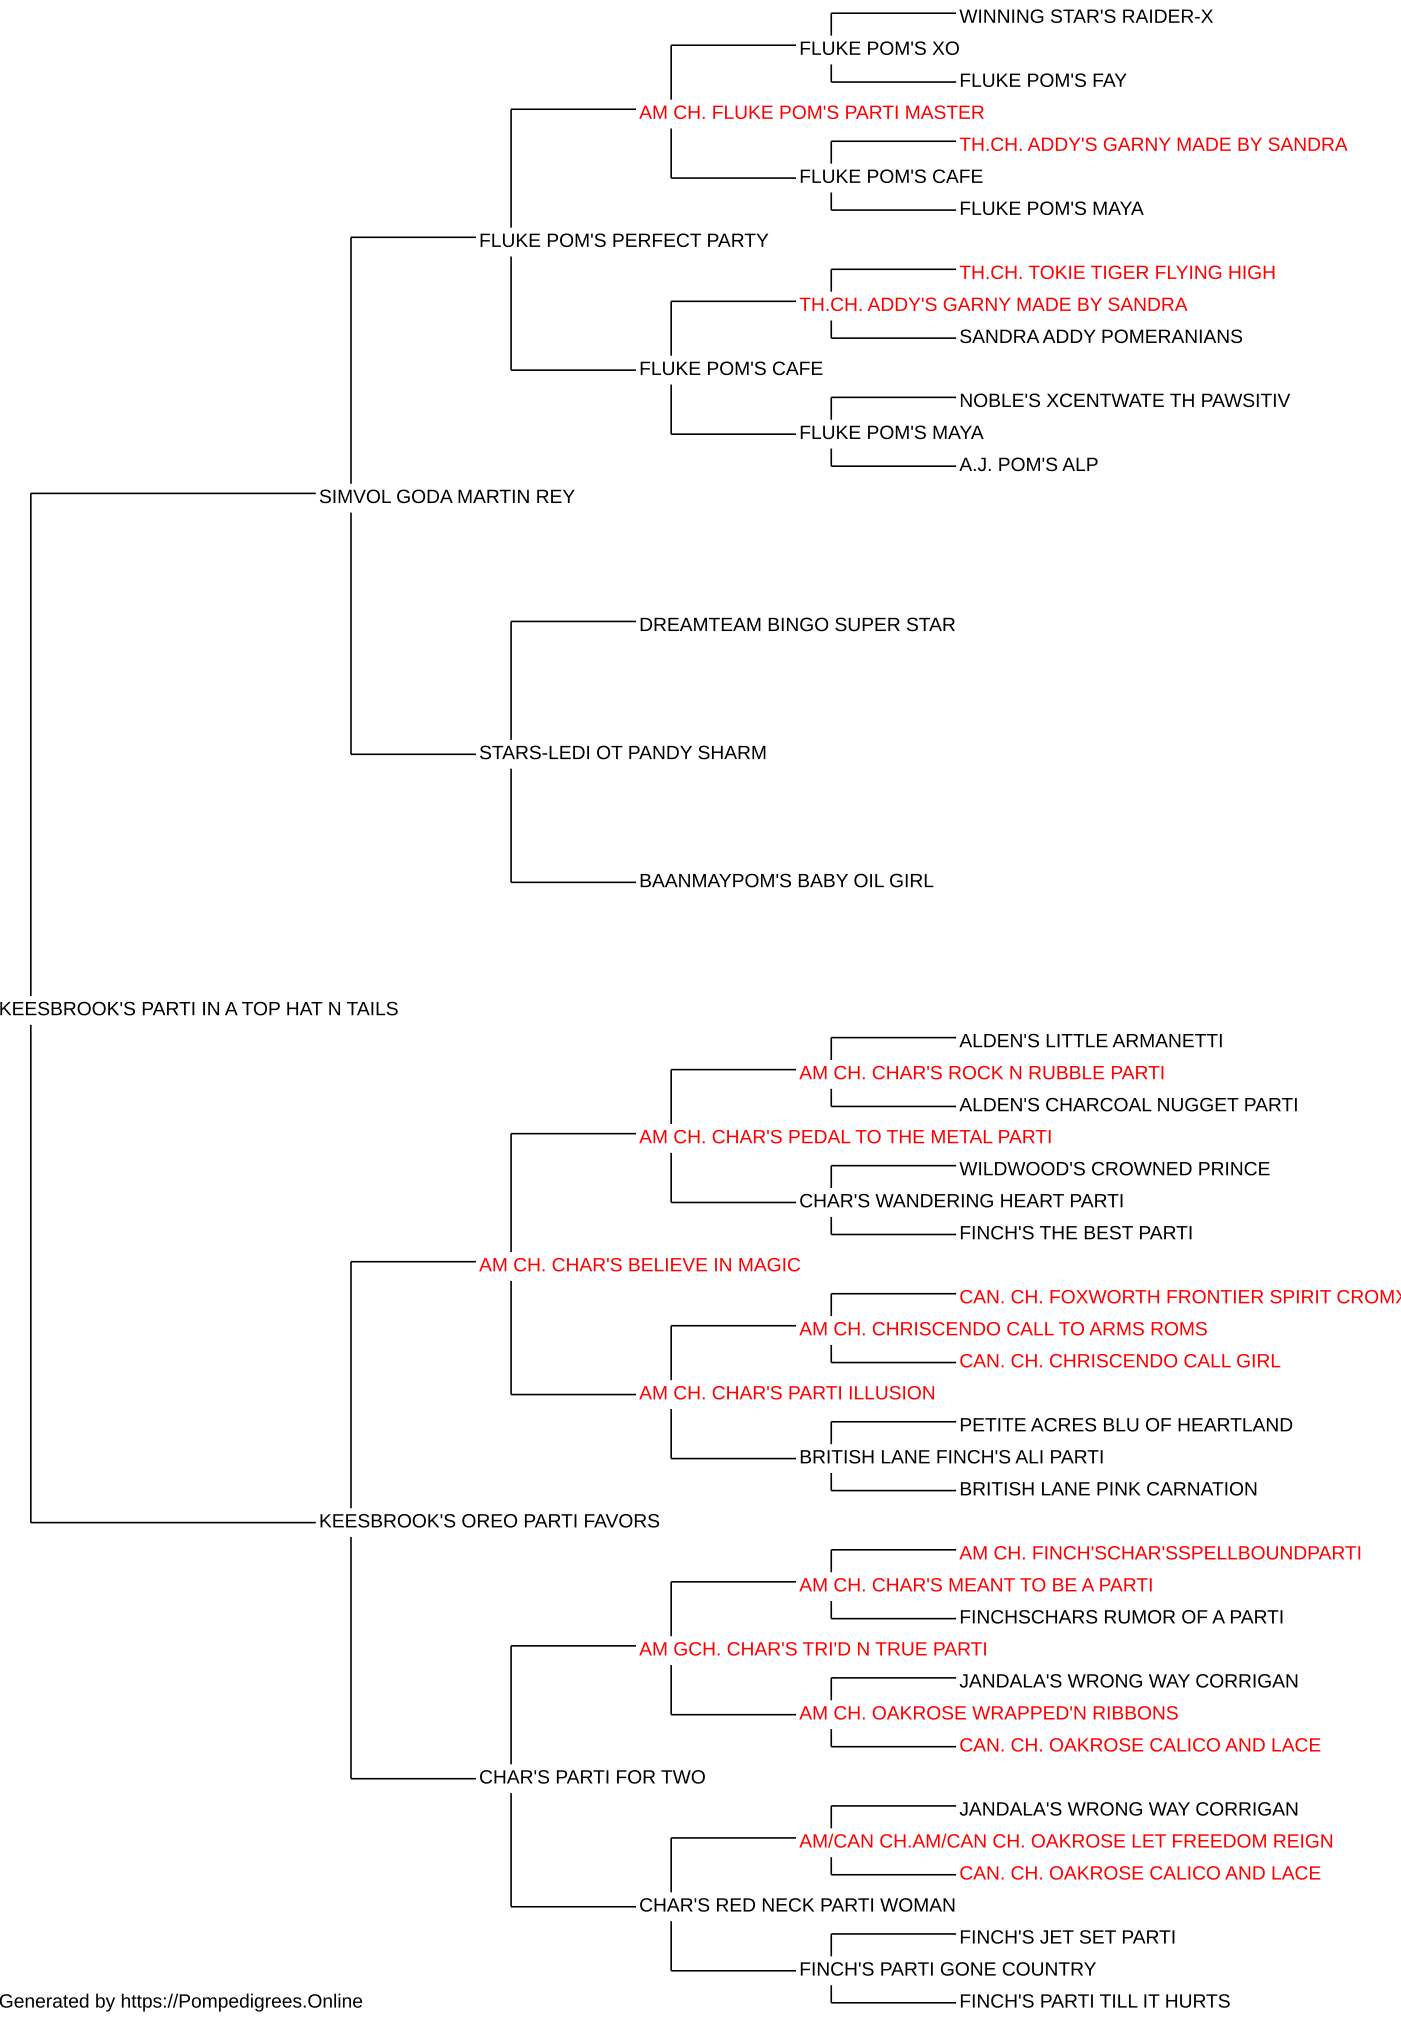 WINNING STAR'S RAIDER-X
FLUKE POM'S XO
FLUKE POM'S FAY
AM CH. FLUKE POM'S PARTI MASTER
TH.CH. ADDY'S GARNY MADE BY SANDRA
FLUKE POM'S CAFE
FLUKE POM'S MAYA
FLUKE POM'S PERFECT PARTY
TH.CH. TOKIE TIGER FLYING HIGH
TH.CH. ADDY'S GARNY MADE BY SANDRA
SANDRA ADDY POMERANIANS
FLUKE POM'S CAFE
NOBLE'S XCENTWATE TH PAWSITIV
FLUKE POM'S MAYA
A.J. POM'S ALP
SIMVOL GODA MARTIN REY
DREAMTEAM BINGO SUPER STAR
STARS-LEDI OT PANDY SHARM
BAANMAYPOM'S BABY OIL GIRL
KEESBROOK'S PARTI IN A TOP HAT N TAILS
ALDEN'S LITTLE ARMANETTI
AM CH. CHAR'S ROCK N RUBBLE PARTI
ALDEN'S CHARCOAL NUGGET PARTI
AM CH. CHAR'S PEDAL TO THE METAL PARTI
WILDWOOD'S CROWNED PRINCE
CHAR'S WANDERING HEART PARTI
FINCH'S THE BEST PARTI
AM CH. CHAR'S BELIEVE IN MAGIC
CAN. CH. FOXWORTH FRONTIER SPIRIT CROMX
AM CH. CHRISCENDO CALL TO ARMS ROMS
CAN. CH. CHRISCENDO CALL GIRL
AM CH. CHAR'S PARTI ILLUSION
PETITE ACRES BLU OF HEARTLAND
BRITISH LANE FINCH'S ALI PARTI
BRITISH LANE PINK CARNATION
KEESBROOK'S OREO PARTI FAVORS
AM CH. FINCH'SCHAR'SSPELLBOUNDPARTI
AM CH. CHAR'S MEANT TO BE A PARTI
FINCHSCHARS RUMOR OF A PARTI
AM GCH. CHAR'S TRI'D N TRUE PARTI
JANDALA'S WRONG WAY CORRIGAN
AM CH. OAKROSE WRAPPED'N RIBBONS
CAN. CH. OAKROSE CALICO AND LACE
CHAR'S PARTI FOR TWO
JANDALA'S WRONG WAY CORRIGAN
AM/CAN CH.AM/CAN CH. OAKROSE LET FREEDOM REIGN
CAN. CH. OAKROSE CALICO AND LACE
CHAR'S RED NECK PARTI WOMAN
FINCH'S JET SET PARTI
FINCH'S PARTI GONE COUNTRY
FINCH'S PARTI TILL IT HURTS
Generated by https://Pompedigrees.Online